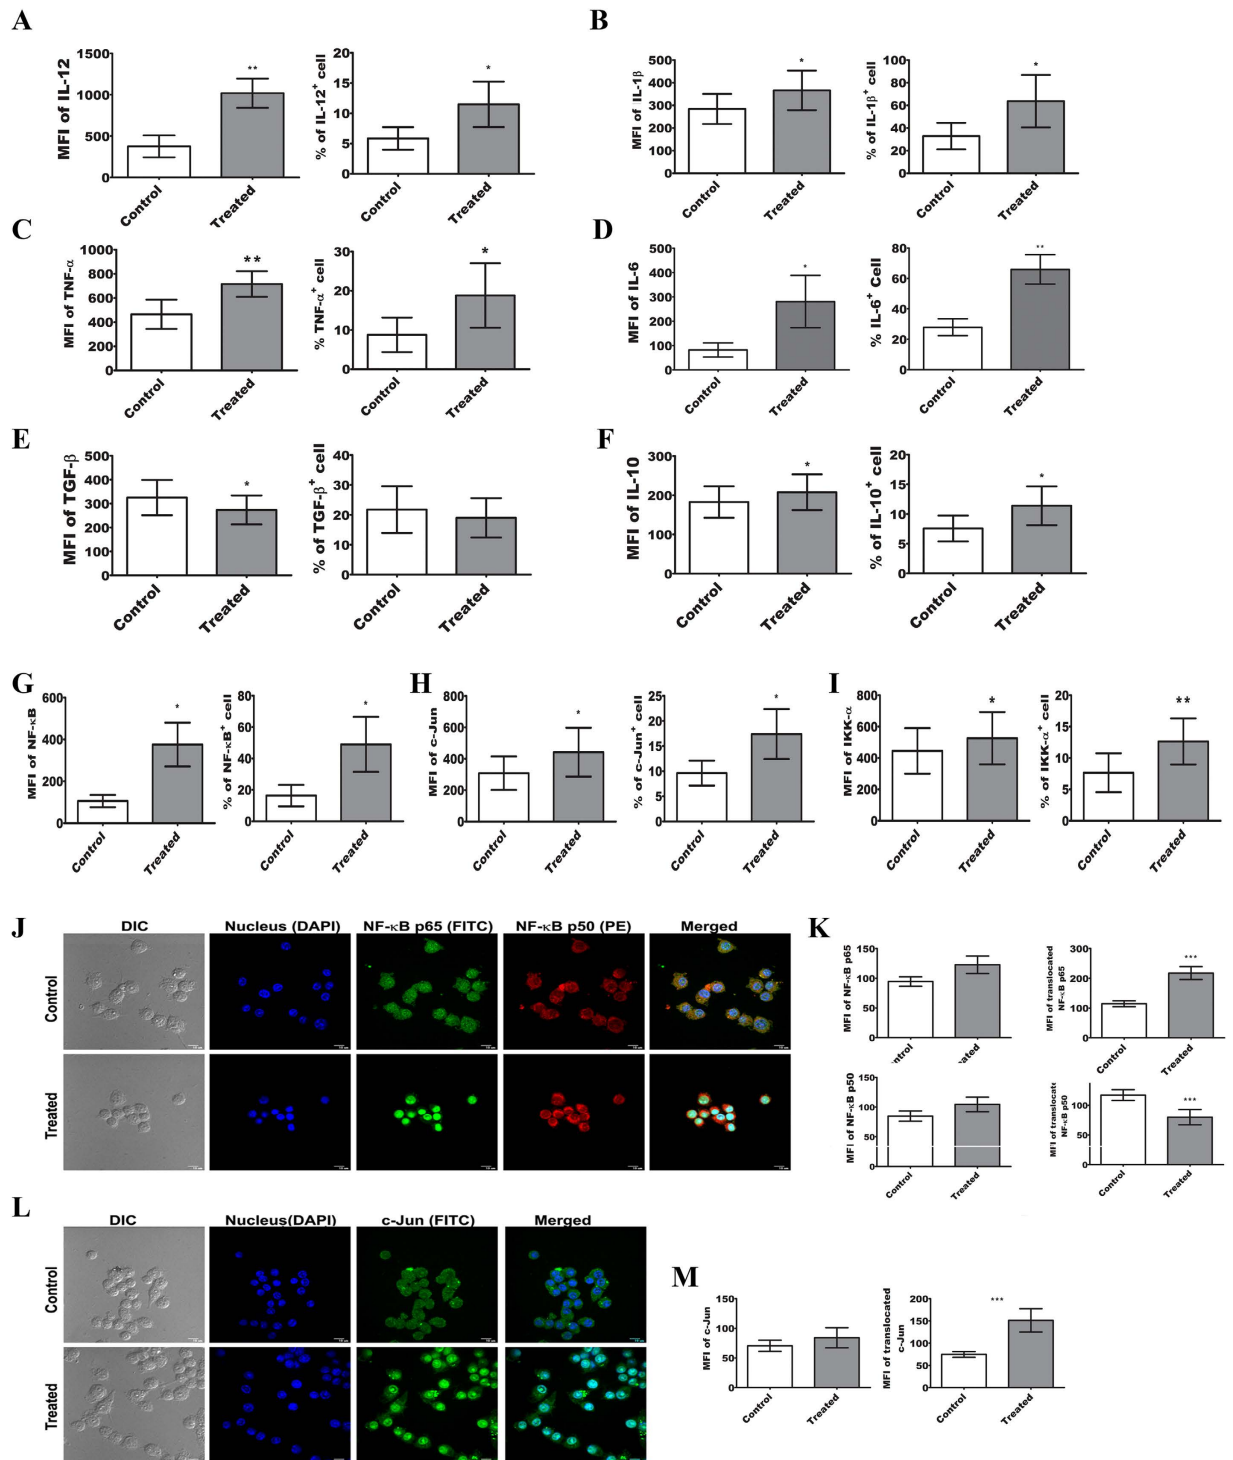 A
MFI of IL-12
1500
1000
500
0
**
Control
Treated
% of IL-12+ cell
20
15
10
5
0
*
Control
Treated
B
MFI of IL-1β
500
400
300
200
100
0
*
Control
Treated
% of IL-1β+ cell
100
80
60
40
20
0
*
Control
Treated
C
MFI of TNF-α
1000
800
600
400
200
0
**
Control
Treated
% TNF-α+ cell
30
20
10
0
*
Control
Treated
D
MFI of IL-6
500
400
300
200
100
0
*
Control
Treated
% IL-6+ Cell
80
60
40
20
0
**
Control
Treated
E
MFI of TGF-β
500
400
300
200
100
0
*
Control
Treated
% of TGF-β+ cell
40
30
20
10
0
Control
Treated
F
MFI of IL-10
300
200
100
0
*
Control
Treated
% of IL-10+ cell
20
15
10
5
0
*
Control
Treated
G
MFI of NF-κB
600
400
200
0
*
Control
Treated
% of NF-κB+ cell
80
60
40
20
0
*
Control
Treated
H
MFI of c-Jun
800
600
400
200
0
*
Control
Treated
% of c-Jun+ cell
25
20
15
10
5
0
*
Control
Treated
I
MFI of IKK-α
800
600
400
200
0
*
Control
Treated
% of IKK-α+ cell
20
15
10
5
0
**
Control
Treated
J
DIC
Nucleus (DAPI)
NF-κB p65 (FITC)
NF-κB p50 (PE)
Merged
Control
Treated
K
MFI of NF-κB p65
150
100
50
0
Control
eated
MFI of translocated
NF-κB p65
300
200
100
0
***
Control
Treated
MFI of NF-κB p50
150
100
50
0
Control
Treated
MFI of translocate
NF-κB p50
100
50
0
***
Control
Treated
L
DIC
Nucleus(DAPI)
c-Jun (FITC)
Merged
Control
Treated
M
MFI of c-Jun
150
100
50
0
Control
Treated
MFI of translocated
c-Jun
200
150
100
50
0
***
Control
Treated